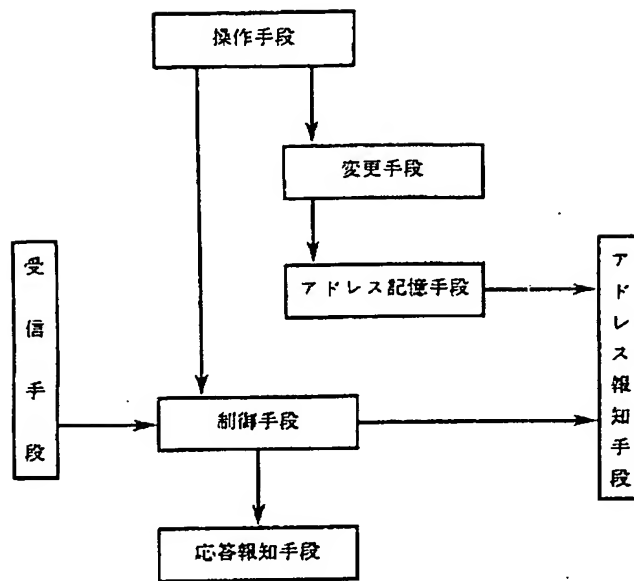 操作手段
変更手段
アドレス記憶手段
受信手段
アドレス報知手段
制御手段
応答報知手段